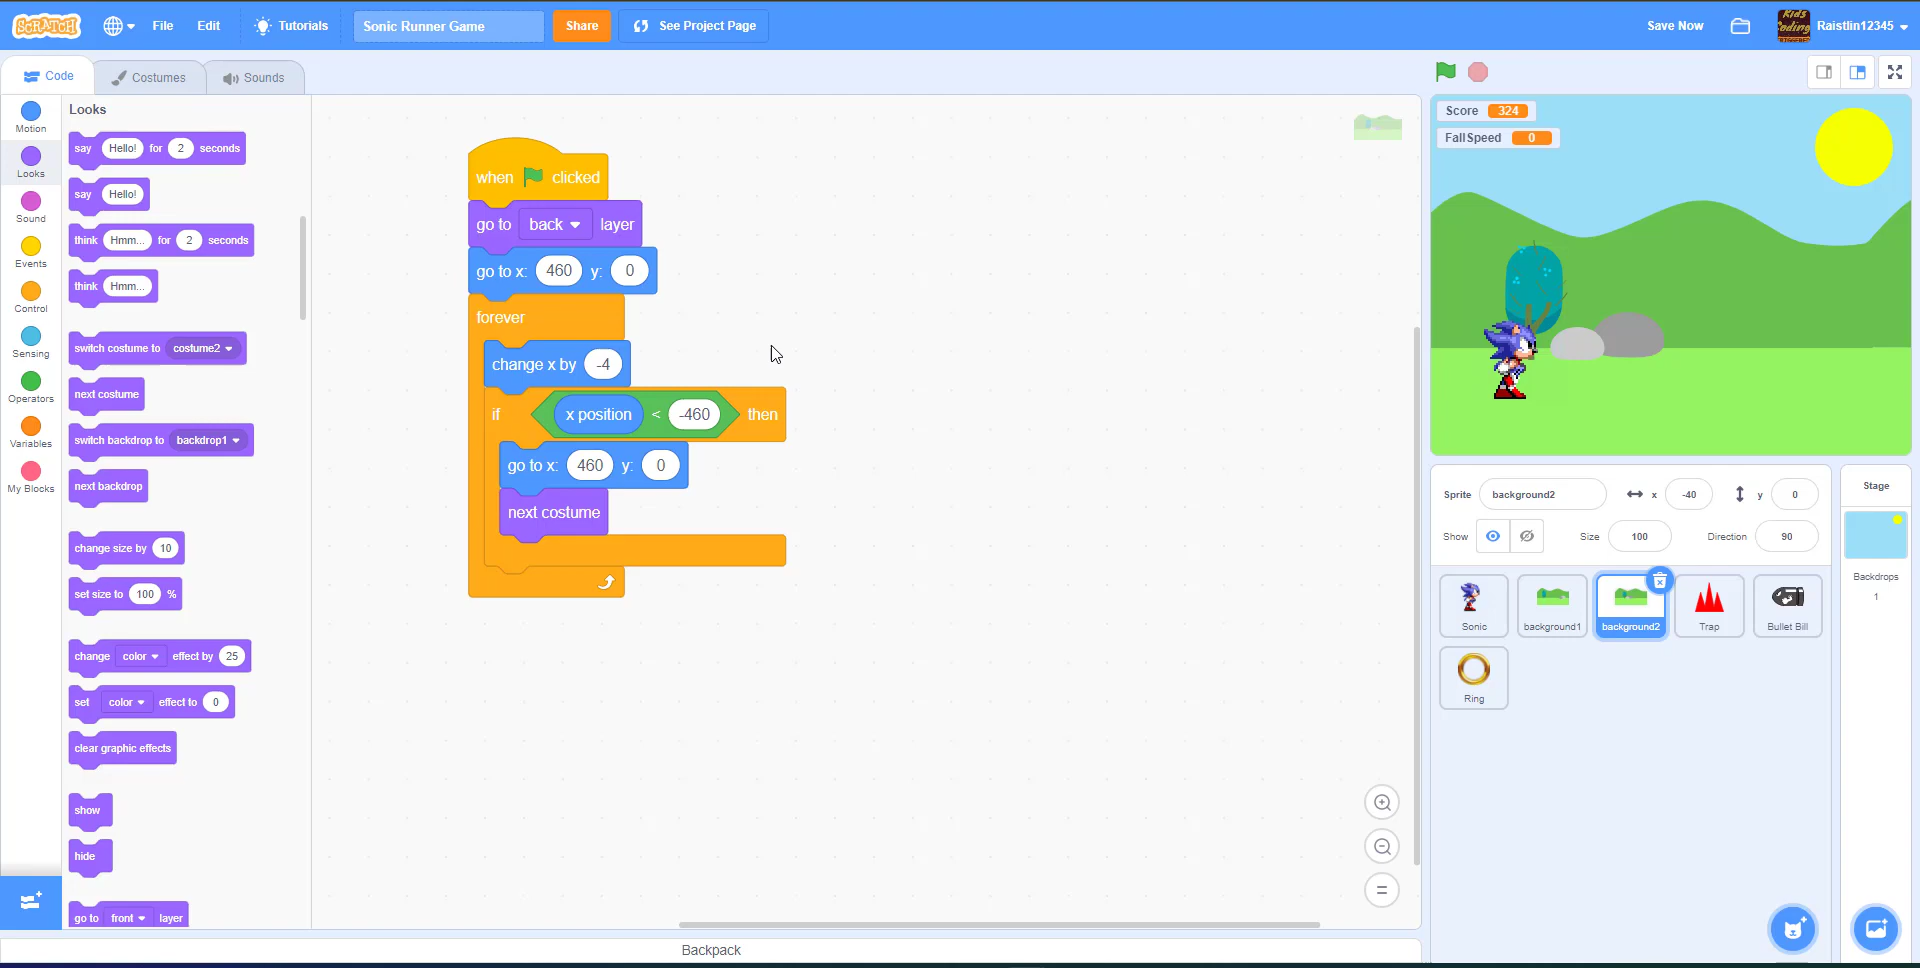 SCRATCH
File
Edit
Tutorials
Sonic Runner Game
Share
See Project Page
Save Now
Kids
Coding
Raistlin12345
Code
Costumes
Sounds
Motion
Looks
Sound
Events
Control
Sensing
Operators
Variables
My Blocks
Looks
say Hello! for 2 seconds
say Hello!
think Hmm... for 2 seconds
think Hmm...
switch costume to costume2
next costume
switch backdrop to backdrop1
next backdrop
change size by 10
set size to 100 %
change color effect by 25
set color effect to 0
clear graphic effects
show
hide
go to front layer
when clicked
go to back layer
go to x: 460 y: 0
forever
change x by -4
if x position < -460 then
go to x: 460 y: 0
next costume
Backpack
Score 324
FallSpeed 0
Sprite background2 x -40 y 0
Show Size 100 Direction 90
Sonic
background1
background2
Trap
Bullet Bill
Ring
Stage
Backdrops
1